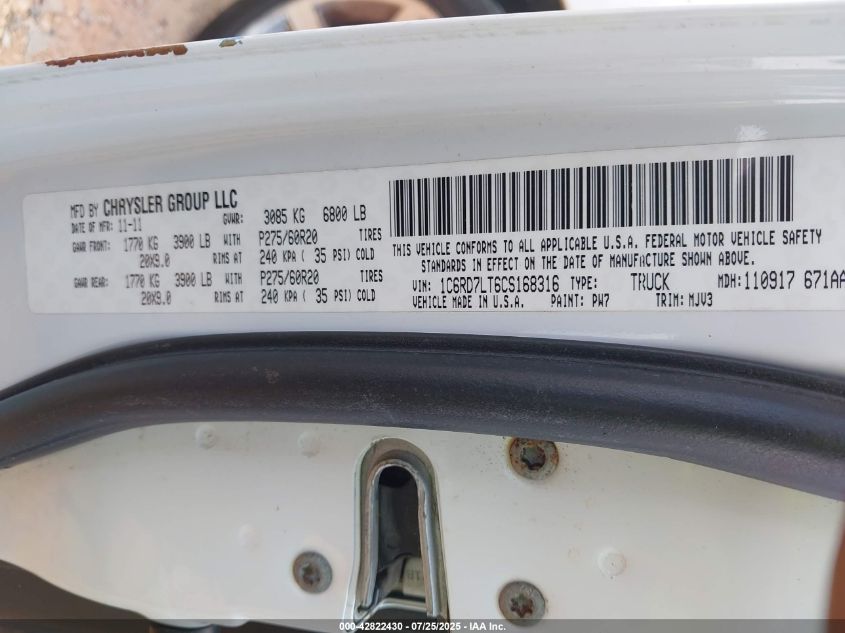 MFD BY CHRYSLER GROUP LLC
DATE OF MFR: 11-11 GVWR: 3085 KG 6800 LB
GAWR FRONT: 1770 KG 3900 LB WITH P275/60R20 TIRES
20X9.0 RIMS AT 240 KPA ( 35 PSI) COLD
GAWR REAR: 1770 KG 3900 LB WITH P275/60R20 TIRES
20X9.0 RIMS AT 240 KPA ( 35 PSI) COLD
THIS VEHICLE CONFORMS TO ALL APPLICABLE U.S.A. FEDERAL MOTOR VEHICLE SAFETY
STANDARDS IN EFFECT ON THE DATE OF MANUFACTURE SHOWN ABOVE.
VIN: 1C6RD7LT6CS168316 TYPE: TRUCK MDH: 110917 671AA
VEHICLE MADE IN U.S.A. PAINT: PW7 TRIM: MJV3
000-42822430 - 07/25/2025 - IAA Inc.